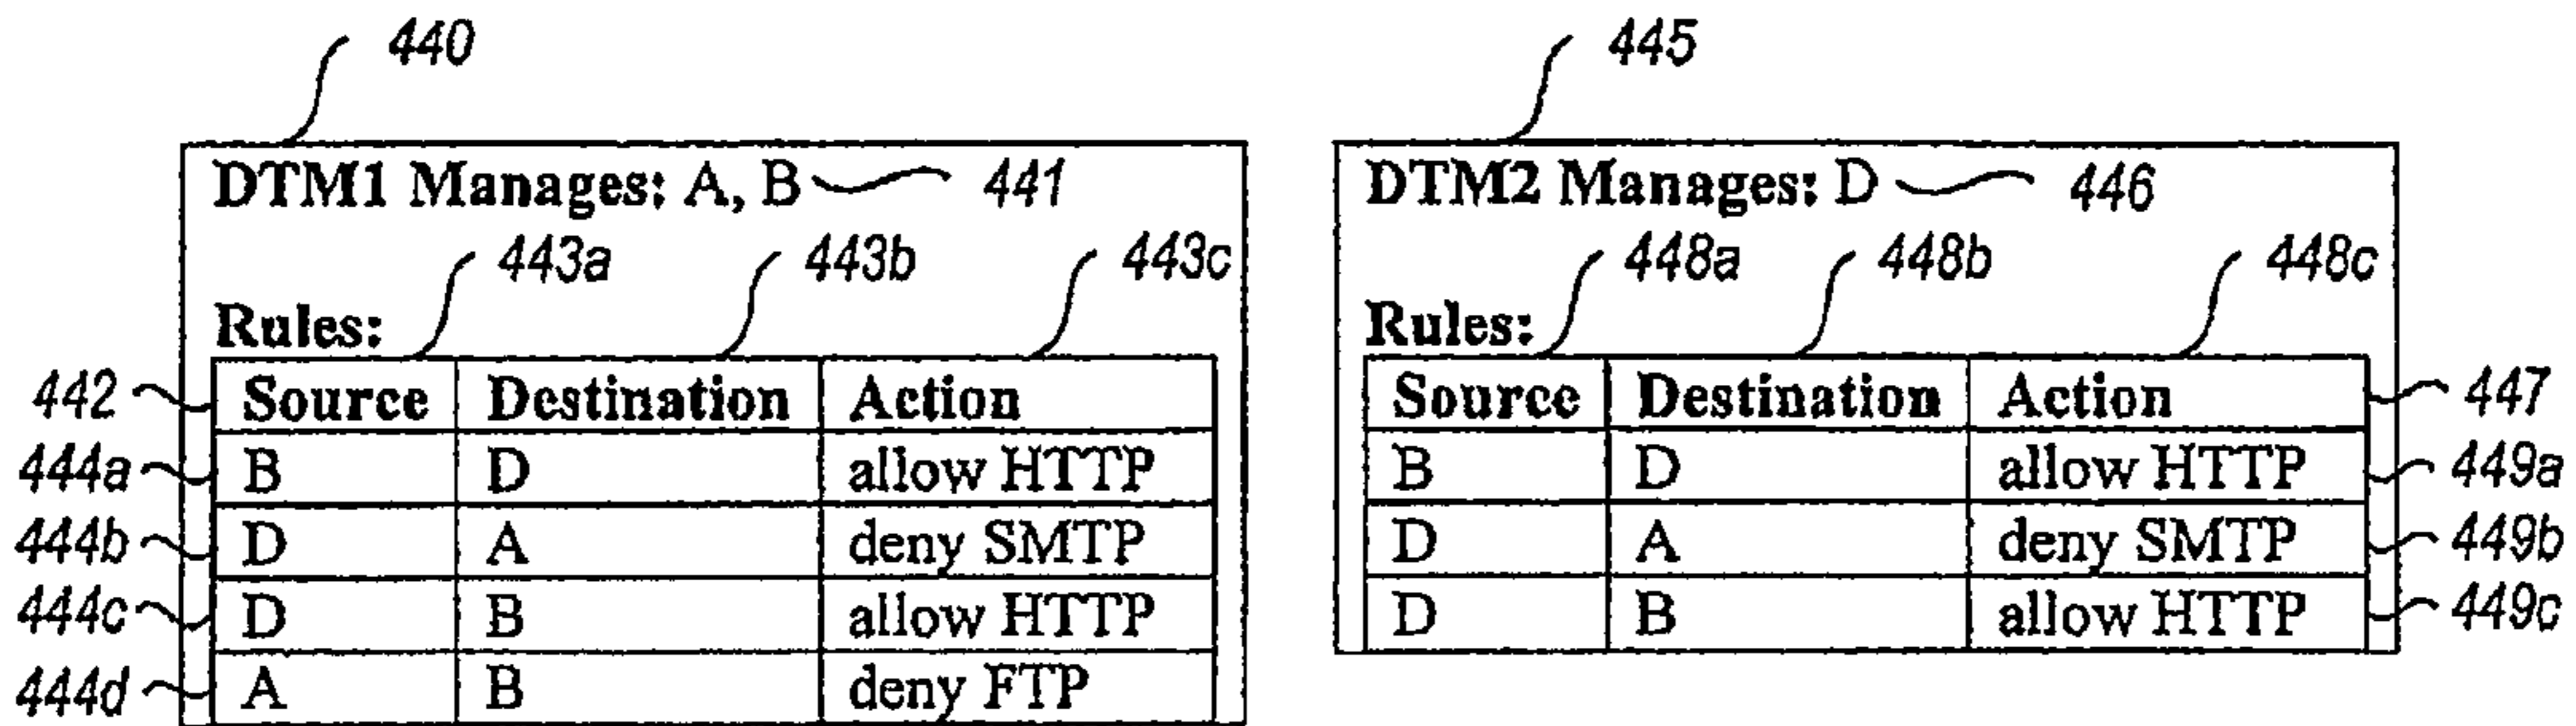 440
DTM1 Manages: A, B 441
443a 443b 443c
Rules:
442 Source Destination Action
444a B D allow HTTP
444b D A deny SMTP
444c D B allow HTTP
444d A B deny FTP
445
DTM2 Manages: D 446
448a 448b 448c
Rules:
Source Destination Action 447
B D allow HTTP 449a
D A deny SMTP 449b
D B allow HTTP 449c